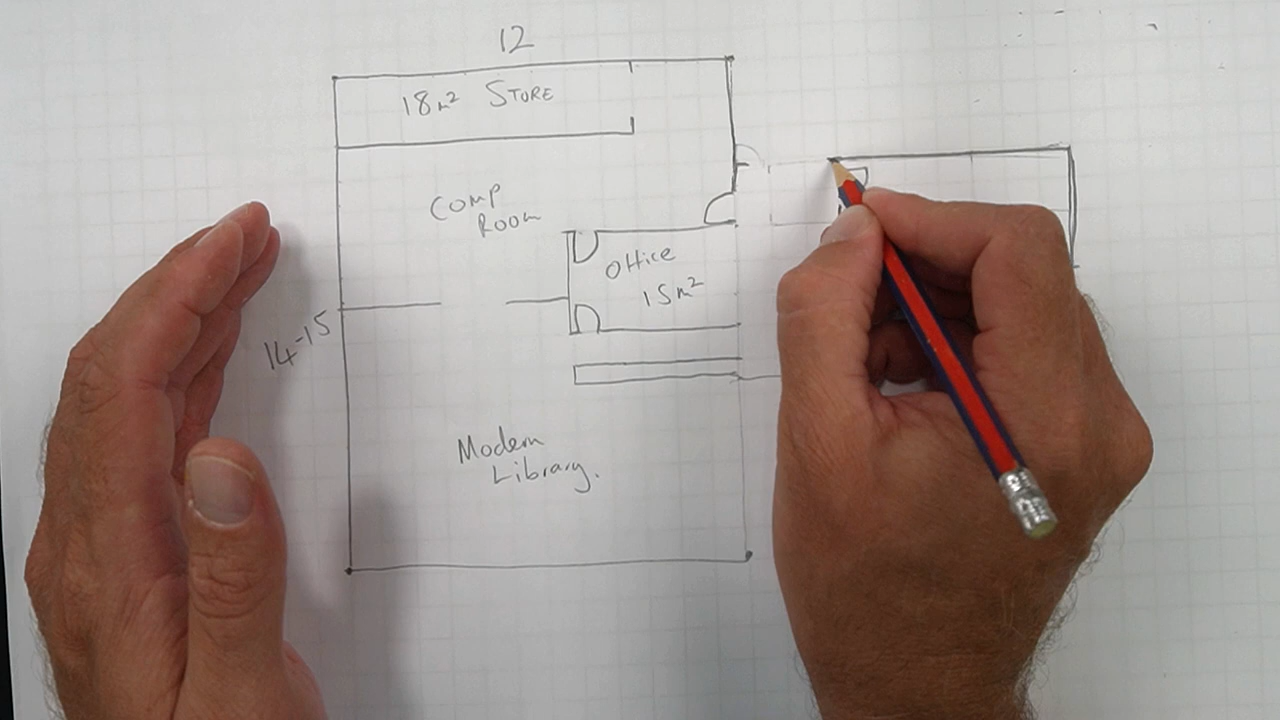 12
18m² STORE
COMP
ROOM
Office
15m²
14-15
Modern
Library.